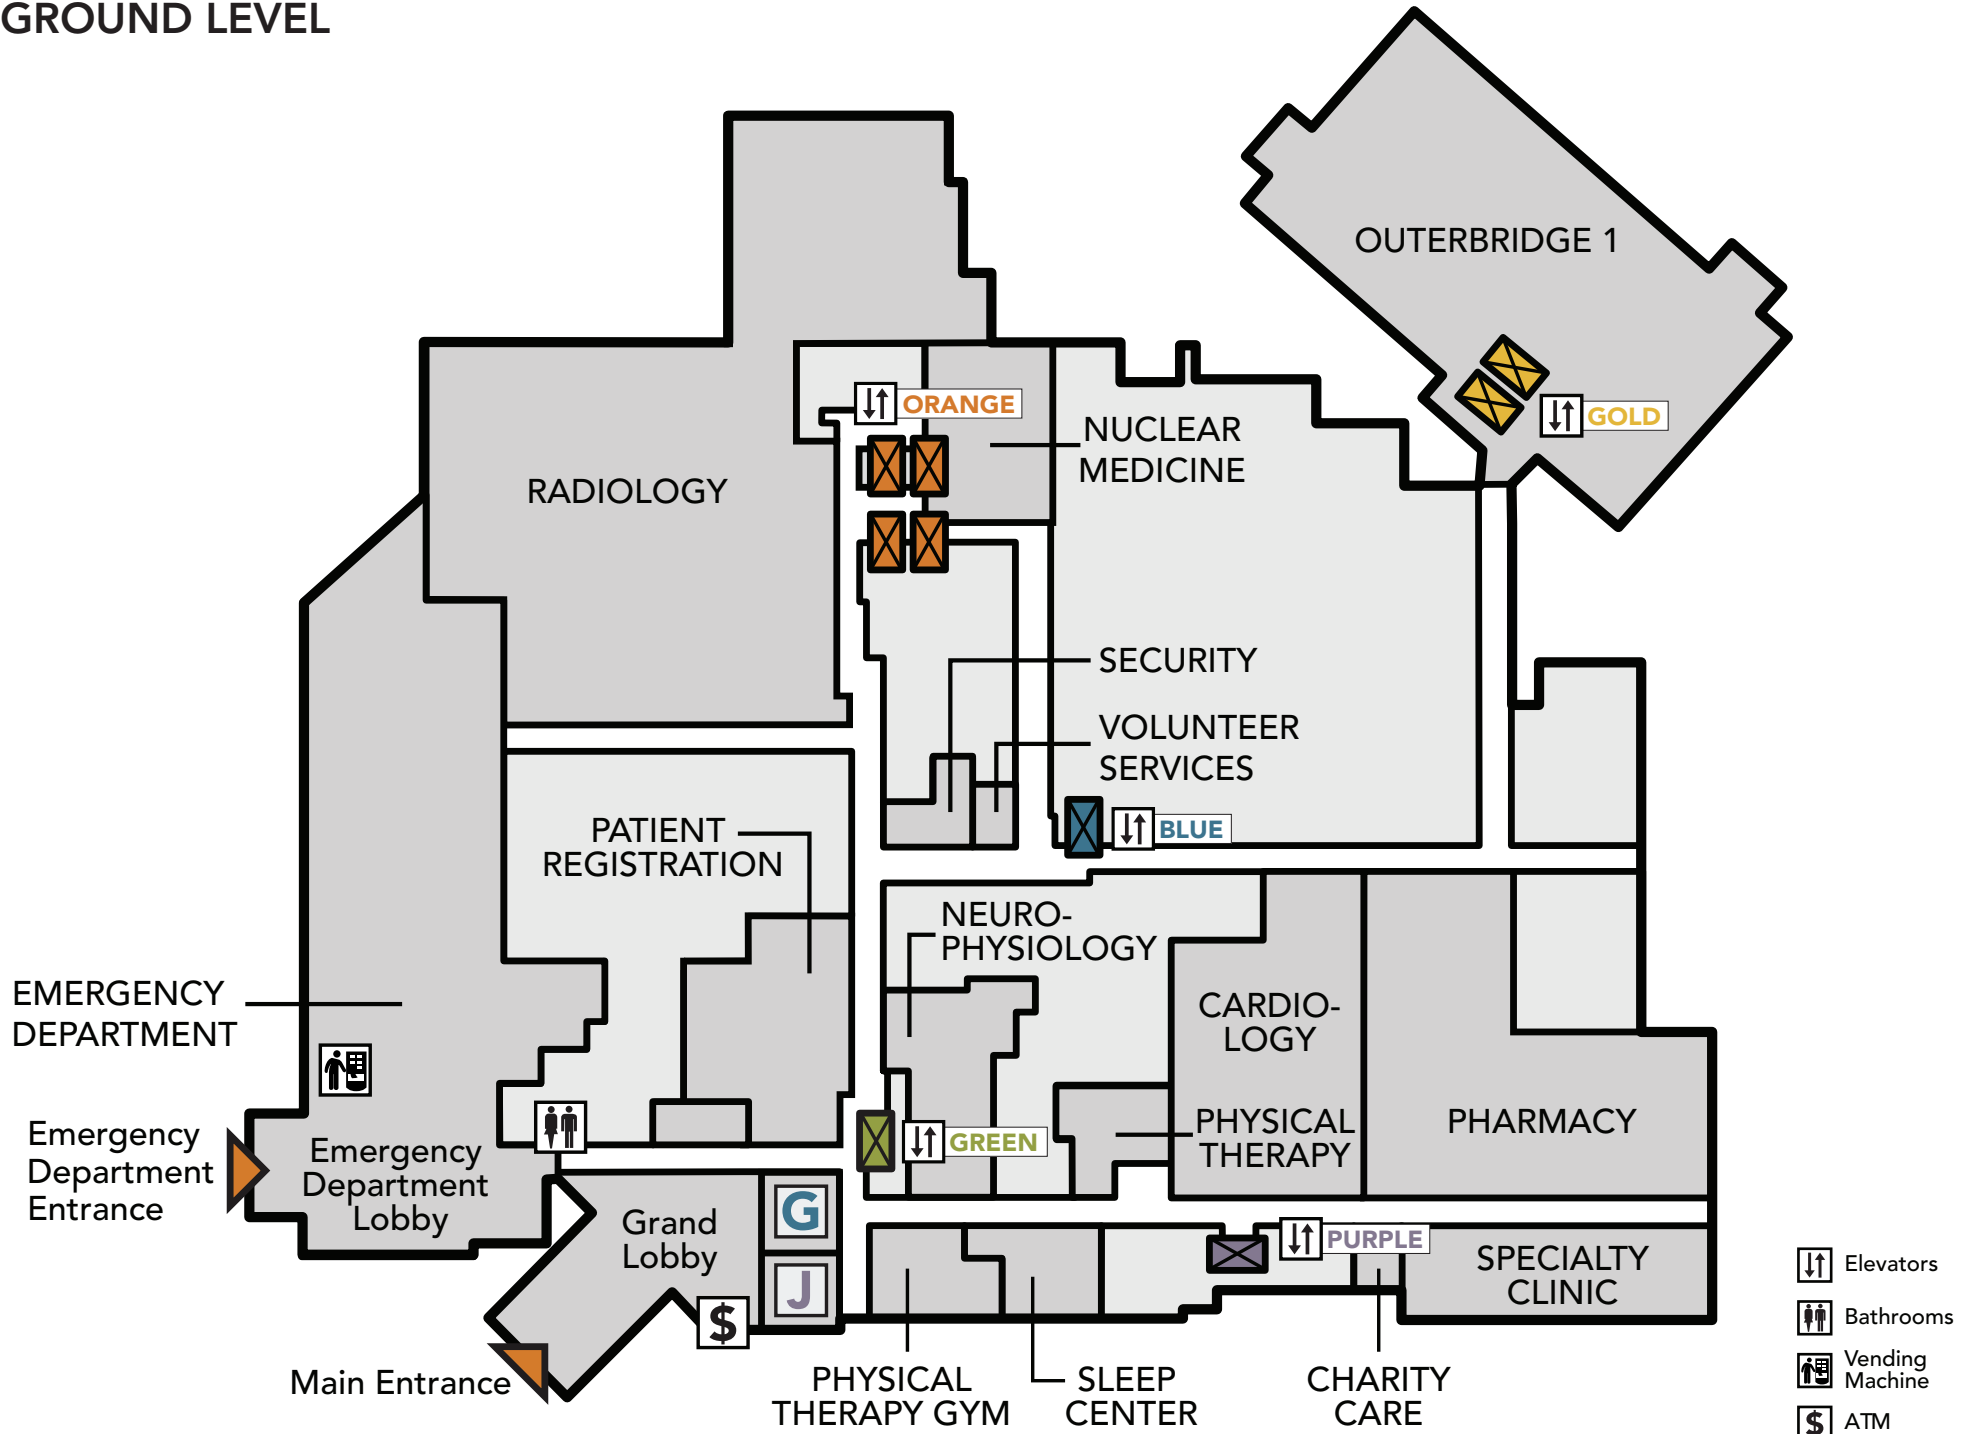 GROUND LEVEL
OUTERBRIDGE 1
ORANGE
GOLD
NUCLEAR
MEDICINE
RADIOLOGY
SECURITY
VOLUNTEER
SERVICES
BLUE
PATIENT
REGISTRATION
NEURO-
PHYSIOLOGY
EMERGENCY
DEPARTMENT
CARDIO-
LOGY
PHYSICAL
THERAPY
PHARMACY
GREEN
Emergency
Department
Entrance
Emergency
Department
Lobby
Grand
Lobby
G
J
$
PURPLE
SPECIALTY
CLINIC
Main Entrance
PHYSICAL
THERAPY GYM
SLEEP
CENTER
CHARITY
CARE
Elevators
Bathrooms
Vending
Machine
$ ATM